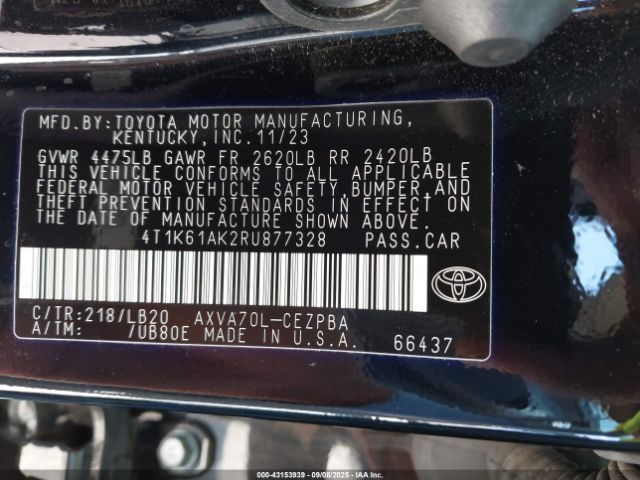 MFD.BY:TOYOTA MOTOR MANUFACTURING,
KENTUCKY,INC.11/23
GVWR 4475LB GAWR FR 2620LB RR 2420LB
THIS VEHICLE CONFORMS TO ALL APPLICABLE
FEDERAL MOTOR VEHICLE SAFETY,BUMPER,AND
THEFT PREVENTION STANDARDS IN EFFECT ON
THE DATE OF MANUFACTURE SHOWN ABOVE.
4T1K61AK2RU877328 PASS.CAR
C/TR:218/LB20 AXVA70L-CEZPBA
A/TM: 7UB80E MADE IN U.S.A.
66437
000-43153939 | 09/08/2025 - IAA Inc.